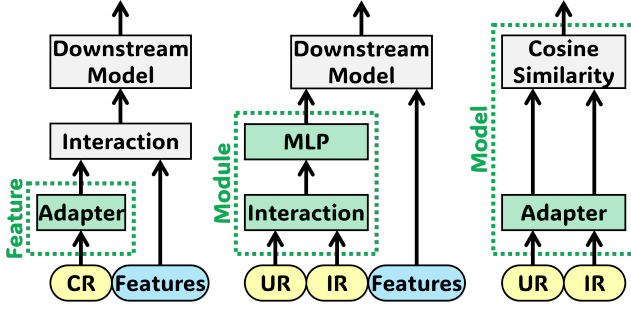 Downstream
Model
Interaction
Adapter
Feature
CR
Features
Downstream
Model
MLP
Interaction
Module
UR
IR
Features
Cosine
Similarity
Model
Adapter
UR
IR